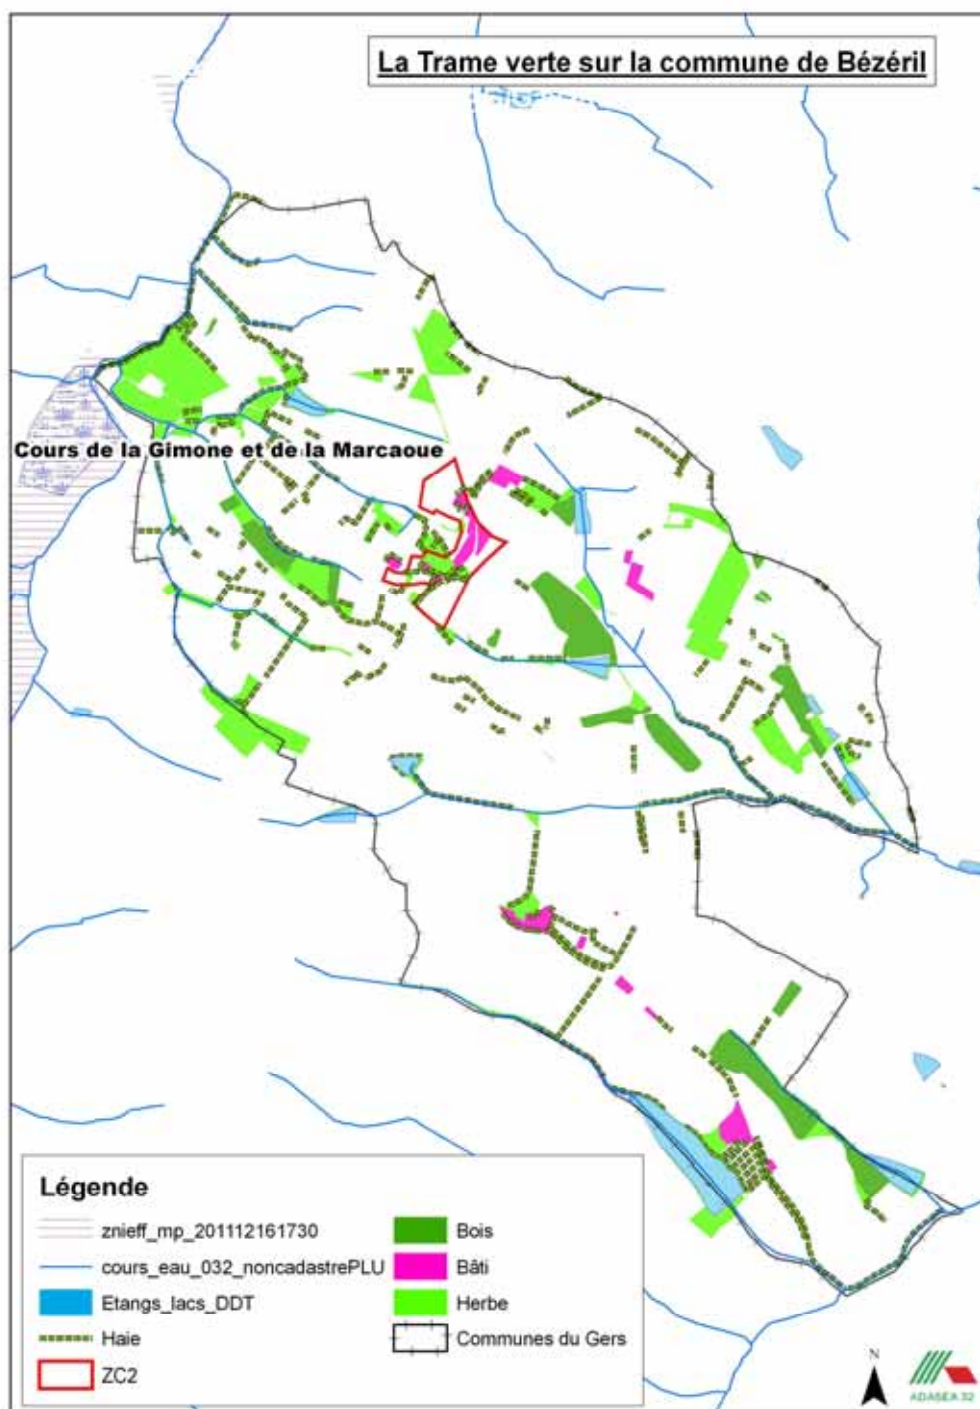 La Trame verte sur la commune de Bézéril
Cours de la Gimone et de la Marcaoue
Légende
znieff_mp_201112161730
cours_eau_032_noncadastrePLU
Etangs_lacs_DDT
Haie
ZC2
Bois
Bâti
Herbe
Communes du Gers
N
ADASEA 32